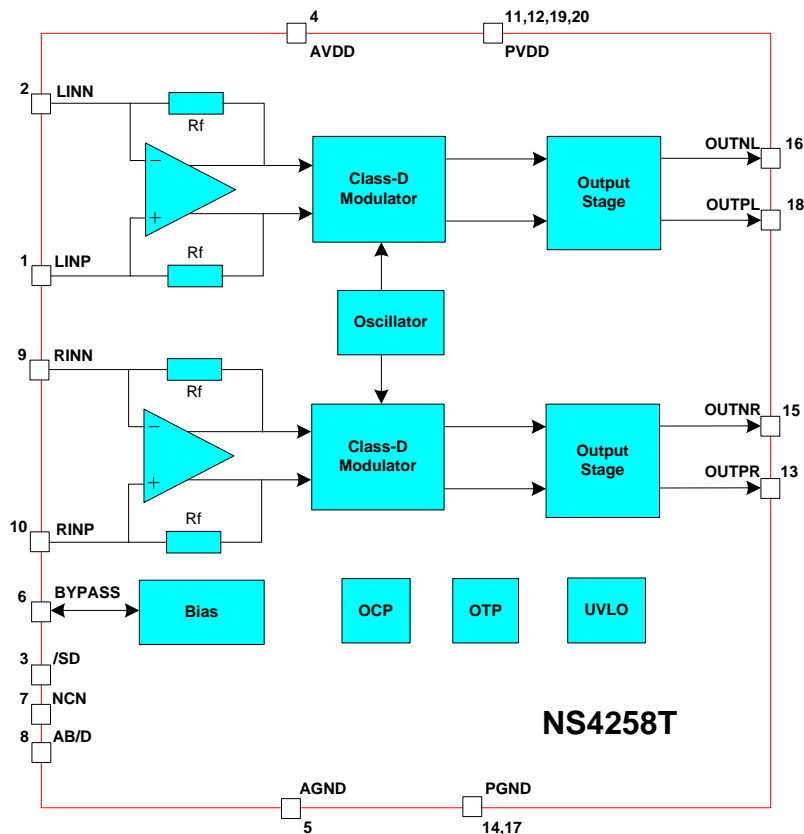 4
AVDD
11,12,19,20
PVDD
2
LINN
Rf
−
+
Rf
1
LINP
Class-D
Modulator
Output
Stage
OUTNL
16
OUTPL
18
Oscillator
9
RINN
Rf
−
+
Rf
10
RINP
Class-D
Modulator
Output
Stage
OUTNR
15
OUTPR
13
6
BYPASS
Bias
OCP
OTP
UVLO
3
/SD
7
NCN
8
AB/D
NS4258T
AGND
5
PGND
14,17